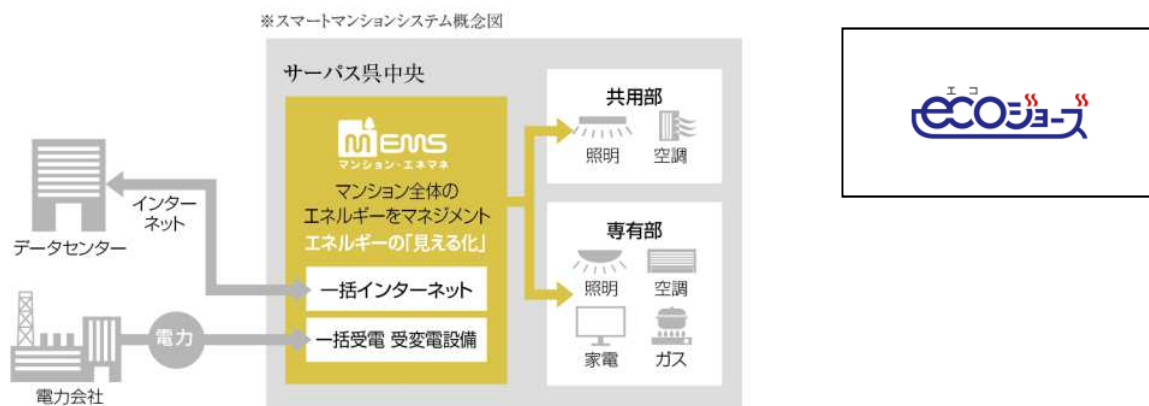 ※スマートマンションシステム概念図
サーパス呉中央
MEMS
マンション・エネマネ
マンション全体の
エネルギーをマネジメント
エネルギーの「見える化」
一括インターネット
一括受電 受変電設備
データセンター
インター
ネット
電力会社
電力
共用部
照明
空調
専有部
照明
空調
家電
ガス
エコ
ecoジョーズ